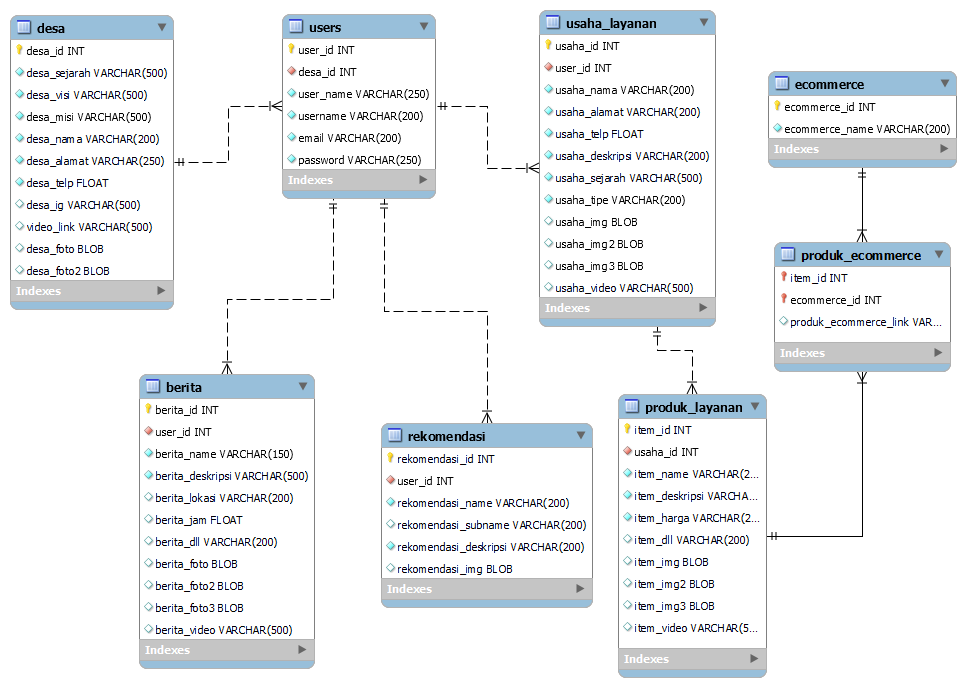 desa
desa_id INT
desa_sejarah VARCHAR(500)
desa_visi VARCHAR(500)
desa_misi VARCHAR(500)
desa_nama VARCHAR(200)
desa_alamat VARCHAR(250)
desa_telp FLOAT
desa_ig VARCHAR(500)
video_link VARCHAR(500)
desa_foto BLOB
desa_foto2 BLOB
Indexes
users
user_id INT
desa_id INT
user_name VARCHAR(250)
username VARCHAR(200)
email VARCHAR(200)
password VARCHAR(250)
Indexes
usaha_layanan
usaha_id INT
user_id INT
usaha_nama VARCHAR(200)
usaha_alamat VARCHAR(200)
usaha_telp FLOAT
usaha_deskripsi VARCHAR(200)
usaha_sejarah VARCHAR(500)
usaha_tipe VARCHAR(200)
usaha_img BLOB
usaha_img2 BLOB
usaha_img3 BLOB
usaha_video VARCHAR(500)
Indexes
ecommerce
ecommerce_id INT
ecommerce_name VARCHAR(200)
Indexes
produk_ecommerce
item_id INT
ecommerce_id INT
produk_ecommerce_link VAR...
Indexes
berita
berita_id INT
user_id INT
berita_name VARCHAR(150)
berita_deskripsi VARCHAR(500)
berita_lokasi VARCHAR(200)
berita_jam FLOAT
berita_dll VARCHAR(200)
berita_foto BLOB
berita_foto2 BLOB
berita_foto3 BLOB
berita_video VARCHAR(500)
Indexes
rekomendasi
rekomendasi_id INT
user_id INT
rekomendasi_name VARCHAR(200)
rekomendasi_subname VARCHAR(200)
rekomendasi_deskripsi VARCHAR(200)
rekomendasi_img BLOB
Indexes
produk_layanan
item_id INT
usaha_id INT
item_name VARCHAR(2...
item_deskripsi VARCHA...
item_harga VARCHAR(2...
item_dll VARCHAR(200)
item_img BLOB
item_img2 BLOB
item_img3 BLOB
item_video VARCHAR(5...
Indexes